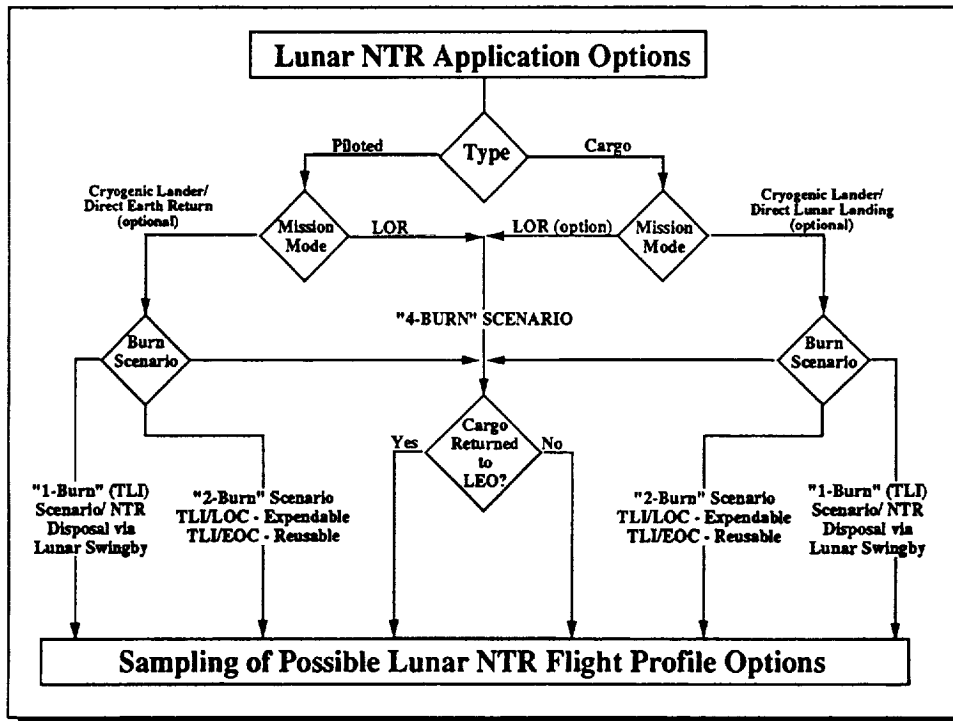 Lunar NTR Application Options
Type
Piloted
Cargo
Cryogenic Lander/
Direct Earth Return
(optional)
Mission
Mode
LOR
LOR (option)
Mission
Mode
Cryogenic Lander/
Direct Lunar Landing
(optional)
"4-BURN" SCENARIO
Burn
Scenario
Burn
Scenario
Cargo
Returned
to
LEO?
Yes
No
"1-Burn" (TLI)
Scenario/ NTR
Disposal via
Lunar Swingby
"2-Burn" Scenario
TLI/LOC - Expendable
TLI/EOC - Reusable
"2-Burn" Scenario
TLI/LOC - Expendable
TLI/EOC - Reusable
"1-Burn" (TLI)
Scenario/ NTR
Disposal via
Lunar Swingby
Sampling of Possible Lunar NTR Flight Profile Options